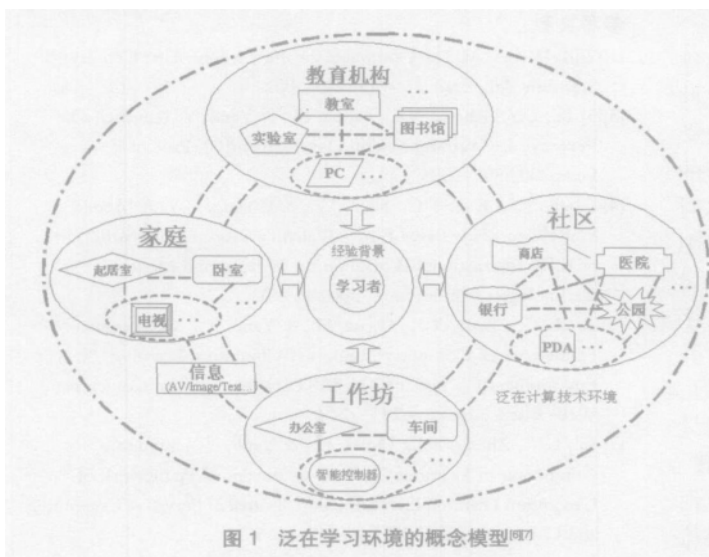 教育机构
教室
...
实验室
图书馆
PC
...
家庭
起居室
卧室
...
电视
...
经验背景
学习者
社区
商店
医院
银行
公园
...
PDA
...
泛在计算技术环境
信息
(AV/Image/Text
工作坊
办公室
车间
...
智能控制器
...
图 1 泛在学习环境的概念模型[6][7]